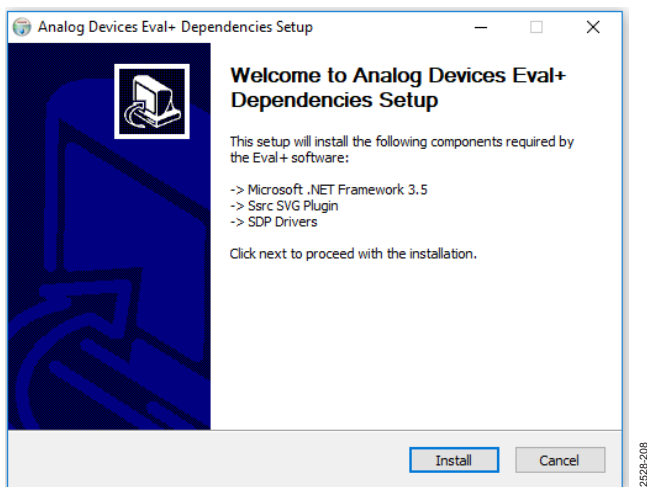 Analog Devices Eval+ Dependencies Setup
Welcome to Analog Devices Eval+
Dependencies Setup
This setup will install the following components required by
the Eval+ software:
-> Microsoft .NET Framework 3.5
-> Ssrc SVG Plugin
-> SDP Drivers
Click next to proceed with the installation.
Install
Cancel
2528-208